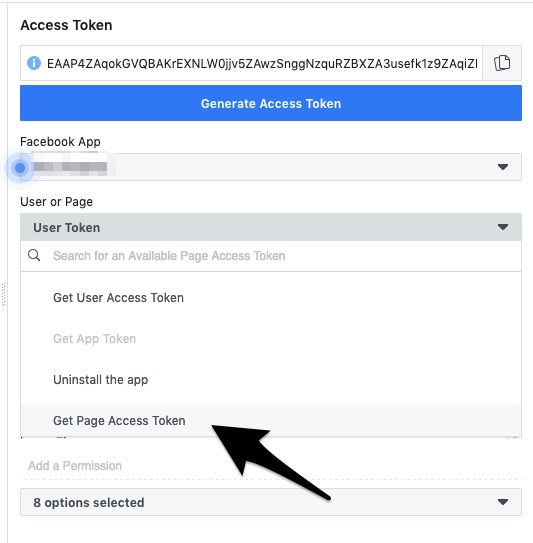 Access Token
EAAP4ZAqokGVQBAKrEXNLW0jjv5ZAwzSnggNzquRZBXZA3usefk1z9ZAqiZI
Generate Access Token
Facebook App
User or Page
User Token
Search for an Available Page Access Token
Get User Access Token
Get App Token
Uninstall the app
Get Page Access Token
Add a Permission
8 options selected